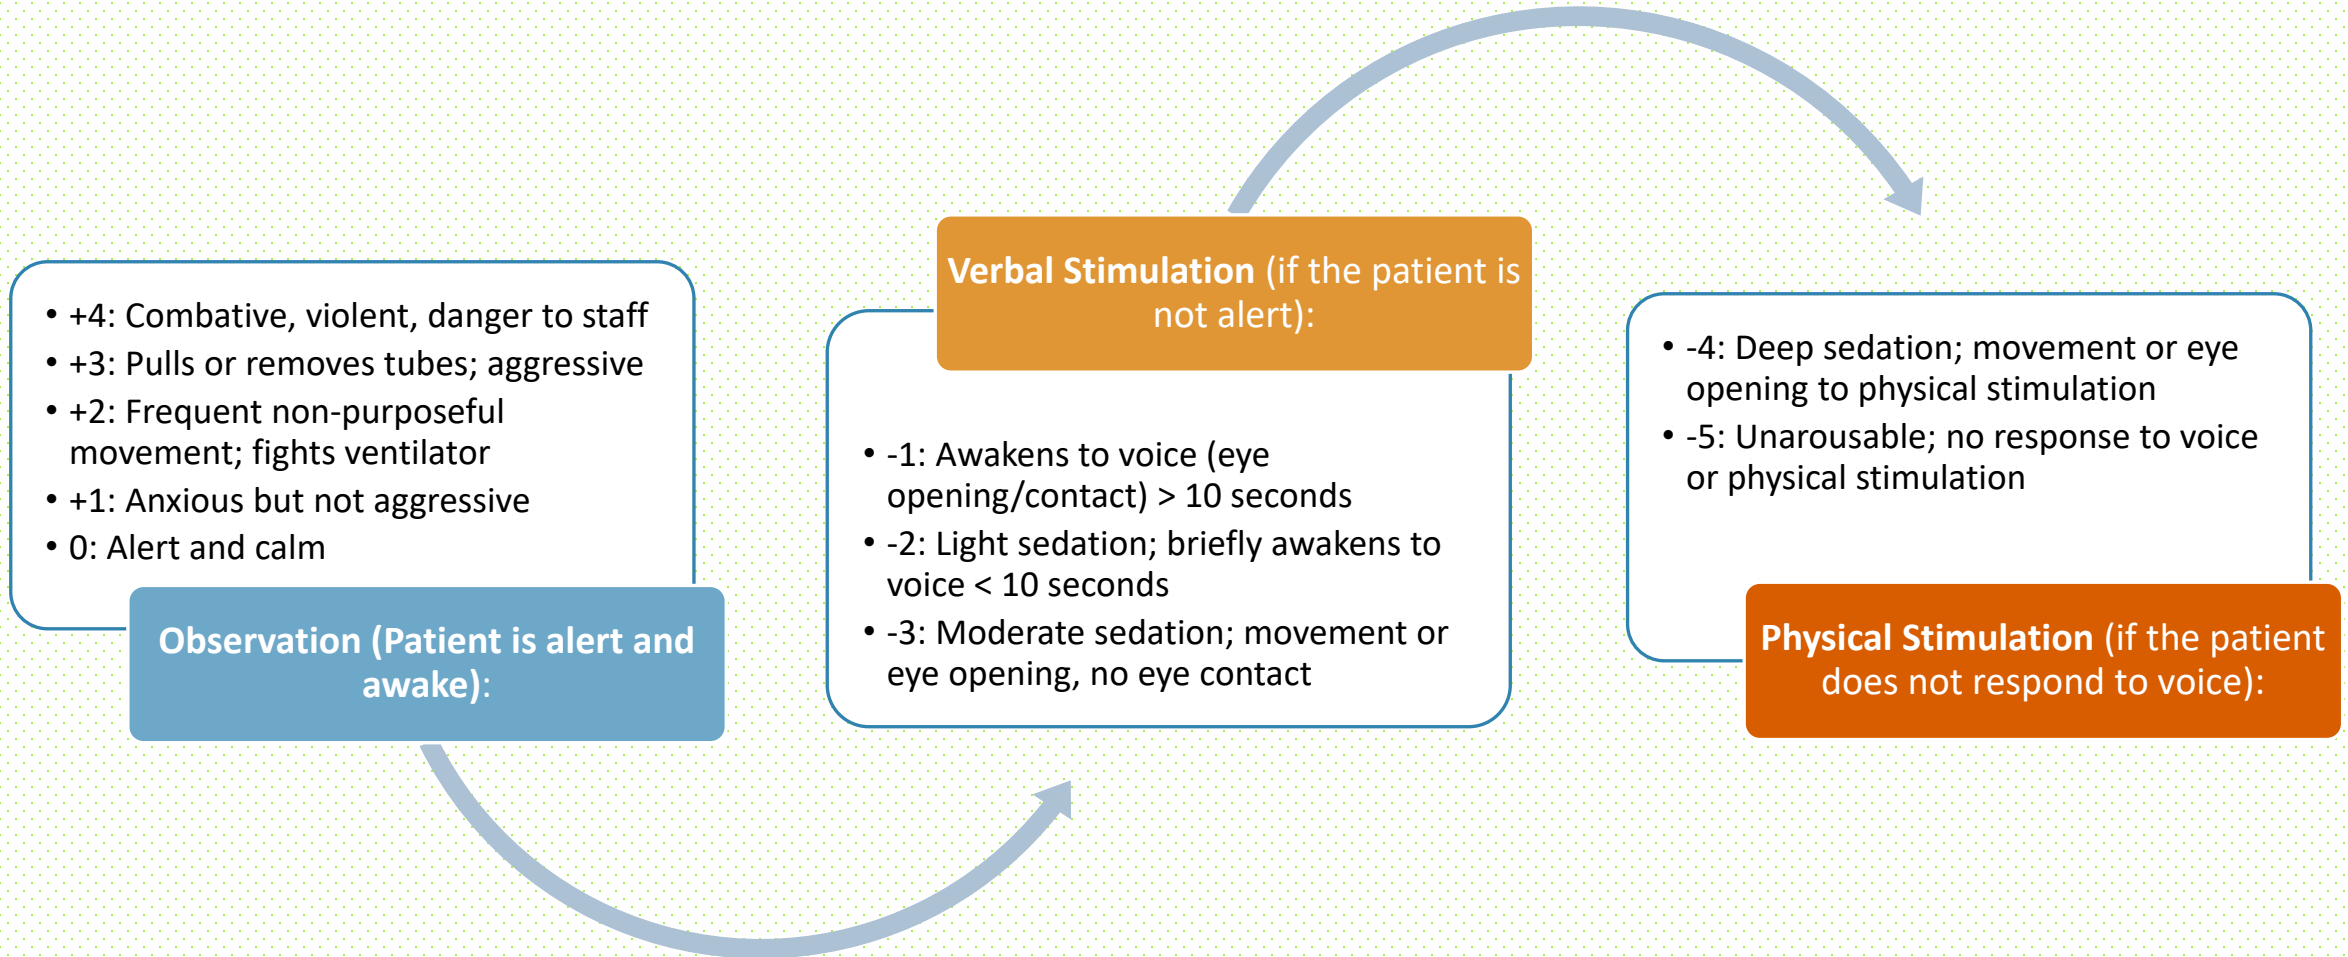 • +4: Combative, violent, danger to staff
• +3: Pulls or removes tubes; aggressive
• +2: Frequent non-purposeful
movement; fights ventilator
• +1: Anxious but not aggressive
• 0: Alert and calm
Observation (Patient is alert and
awake):
Verbal Stimulation (if the patient is
not alert):
• -1: Awakens to voice (eye
opening/contact) > 10 seconds
• -2: Light sedation; briefly awakens to
voice < 10 seconds
• -3: Moderate sedation; movement or
eye opening, no eye contact
• -4: Deep sedation; movement or eye
opening to physical stimulation
• -5: Unarousable; no response to voice
or physical stimulation
Physical Stimulation (if the patient
does not respond to voice):